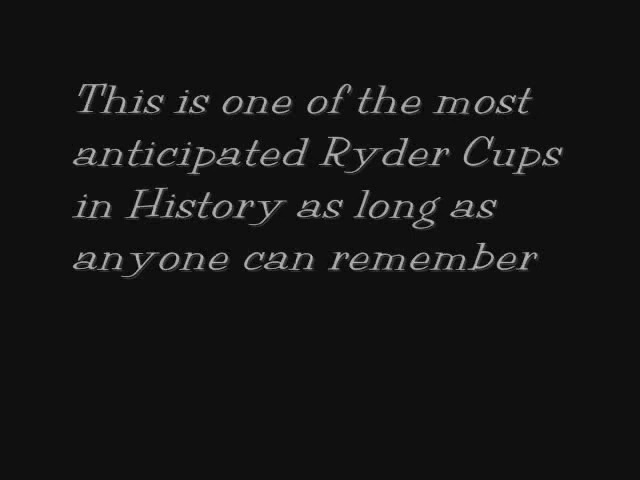 This is one of the most
anticipated Ryder Cups
in History as long as
anyone can remember